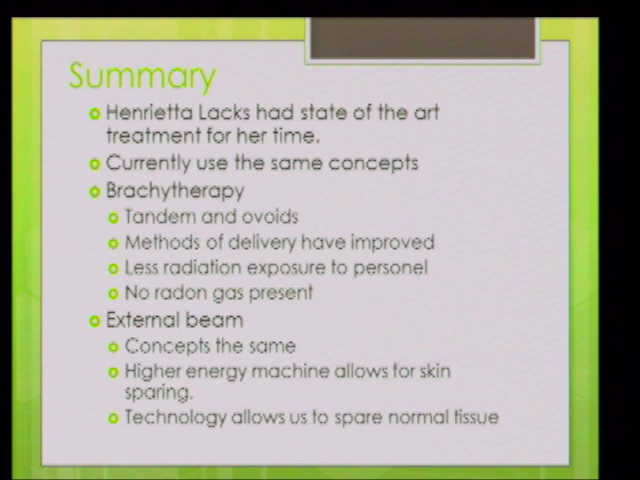 Summary
Henrietta Lacks had state of the art
treatment for her time.
Currently use the same concepts
Brachytherapy
Tandem and ovoids
Methods of delivery have improved
Less radiation exposure to personel
No radon gas present
External beam
Concepts the same
Higher energy machine allows for skin
sparing.
Technology allows us to spare normal tissue